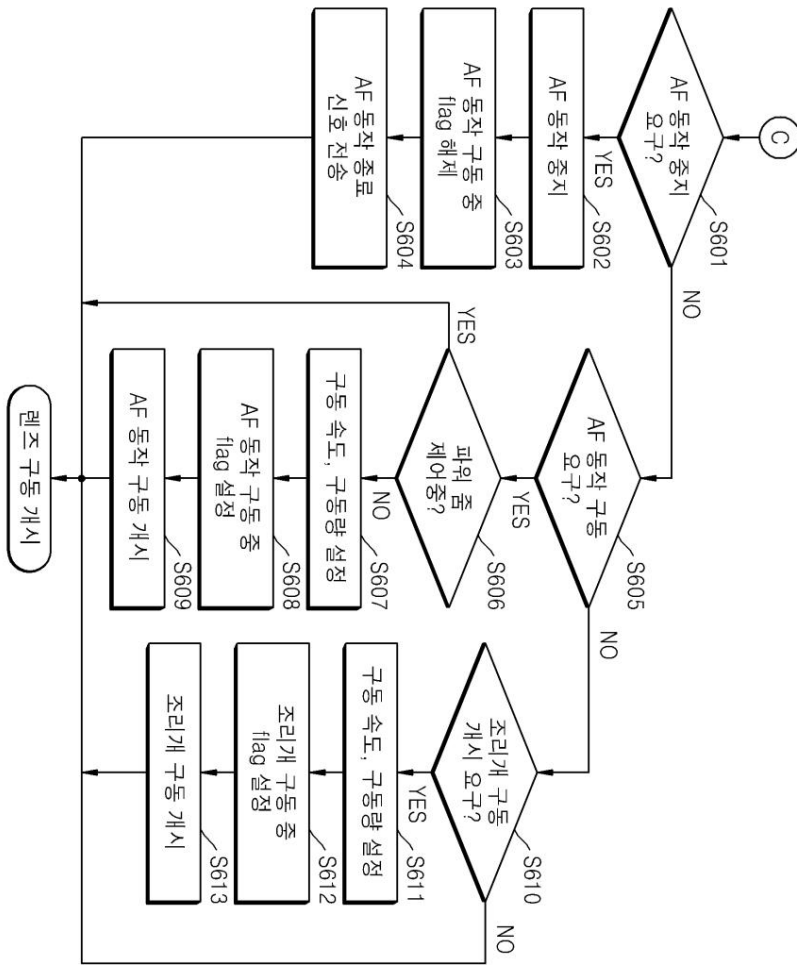 C
AF 동작 중지
요구?
S601
YES
NO
AF 동작 중지
S602
AF 동작 구동 중
flag 해제
S603
AF 동작 종료
신호 전송
S604
AF 동작 구동
요구?
S605
YES
NO
파워 줌
제어중?
S606
YES
NO
구동 속도, 구동량 설정
S607
AF 동작 구동 중
flag 설정
S608
AF 동작 구동 개시
S609
조리개 구동
개시 요구?
S610
YES
NO
구동 속도, 구동량 설정
S611
조리개 구동 중
flag 설정
S612
조리개 구동 개시
S613
렌즈 구동 개시